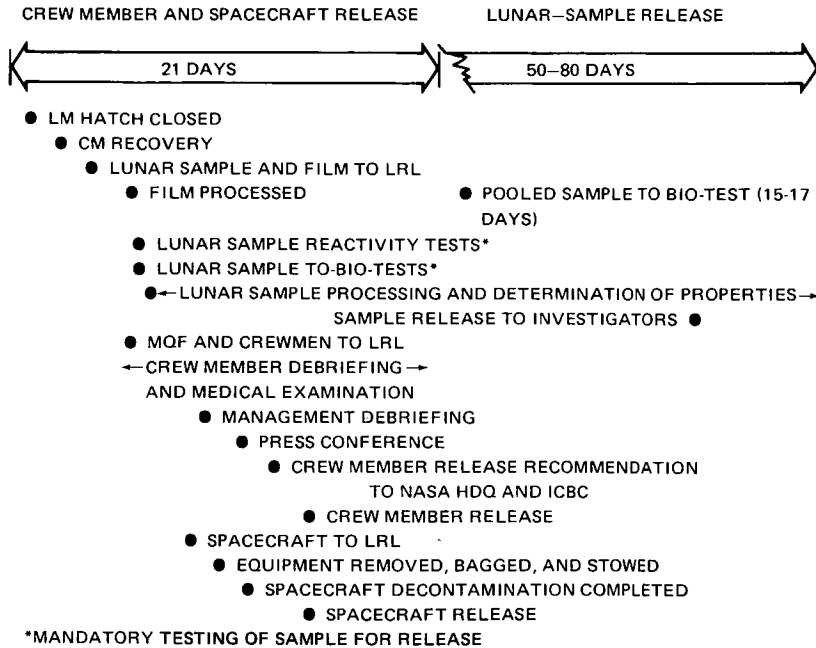 CREW MEMBER AND SPACECRAFT RELEASE
LUNAR–SAMPLE RELEASE
21 DAYS
50–80 DAYS
● LM HATCH CLOSED
● CM RECOVERY
● LUNAR SAMPLE AND FILM TO LRL
● FILM PROCESSED
● POOLED SAMPLE TO BIO-TEST (15-17
DAYS)
● LUNAR SAMPLE REACTIVITY TESTS*
● LUNAR SAMPLE TO-BIO-TESTS*
●←LUNAR SAMPLE PROCESSING AND DETERMINATION OF PROPERTIES→
SAMPLE RELEASE TO INVESTIGATORS ●
● MQF AND CREWMEN TO LRL
←CREW MEMBER DEBRIEFING→
AND MEDICAL EXAMINATION
● MANAGEMENT DEBRIEFING
● PRESS CONFERENCE
● CREW MEMBER RELEASE RECOMMENDATION
TO NASA HDQ AND ICBC
● CREW MEMBER RELEASE
● SPACECRAFT TO LRL
● EQUIPMENT REMOVED, BAGGED, AND STOWED
● SPACECRAFT DECONTAMINATION COMPLETED
● SPACECRAFT RELEASE
*MANDATORY TESTING OF SAMPLE FOR RELEASE